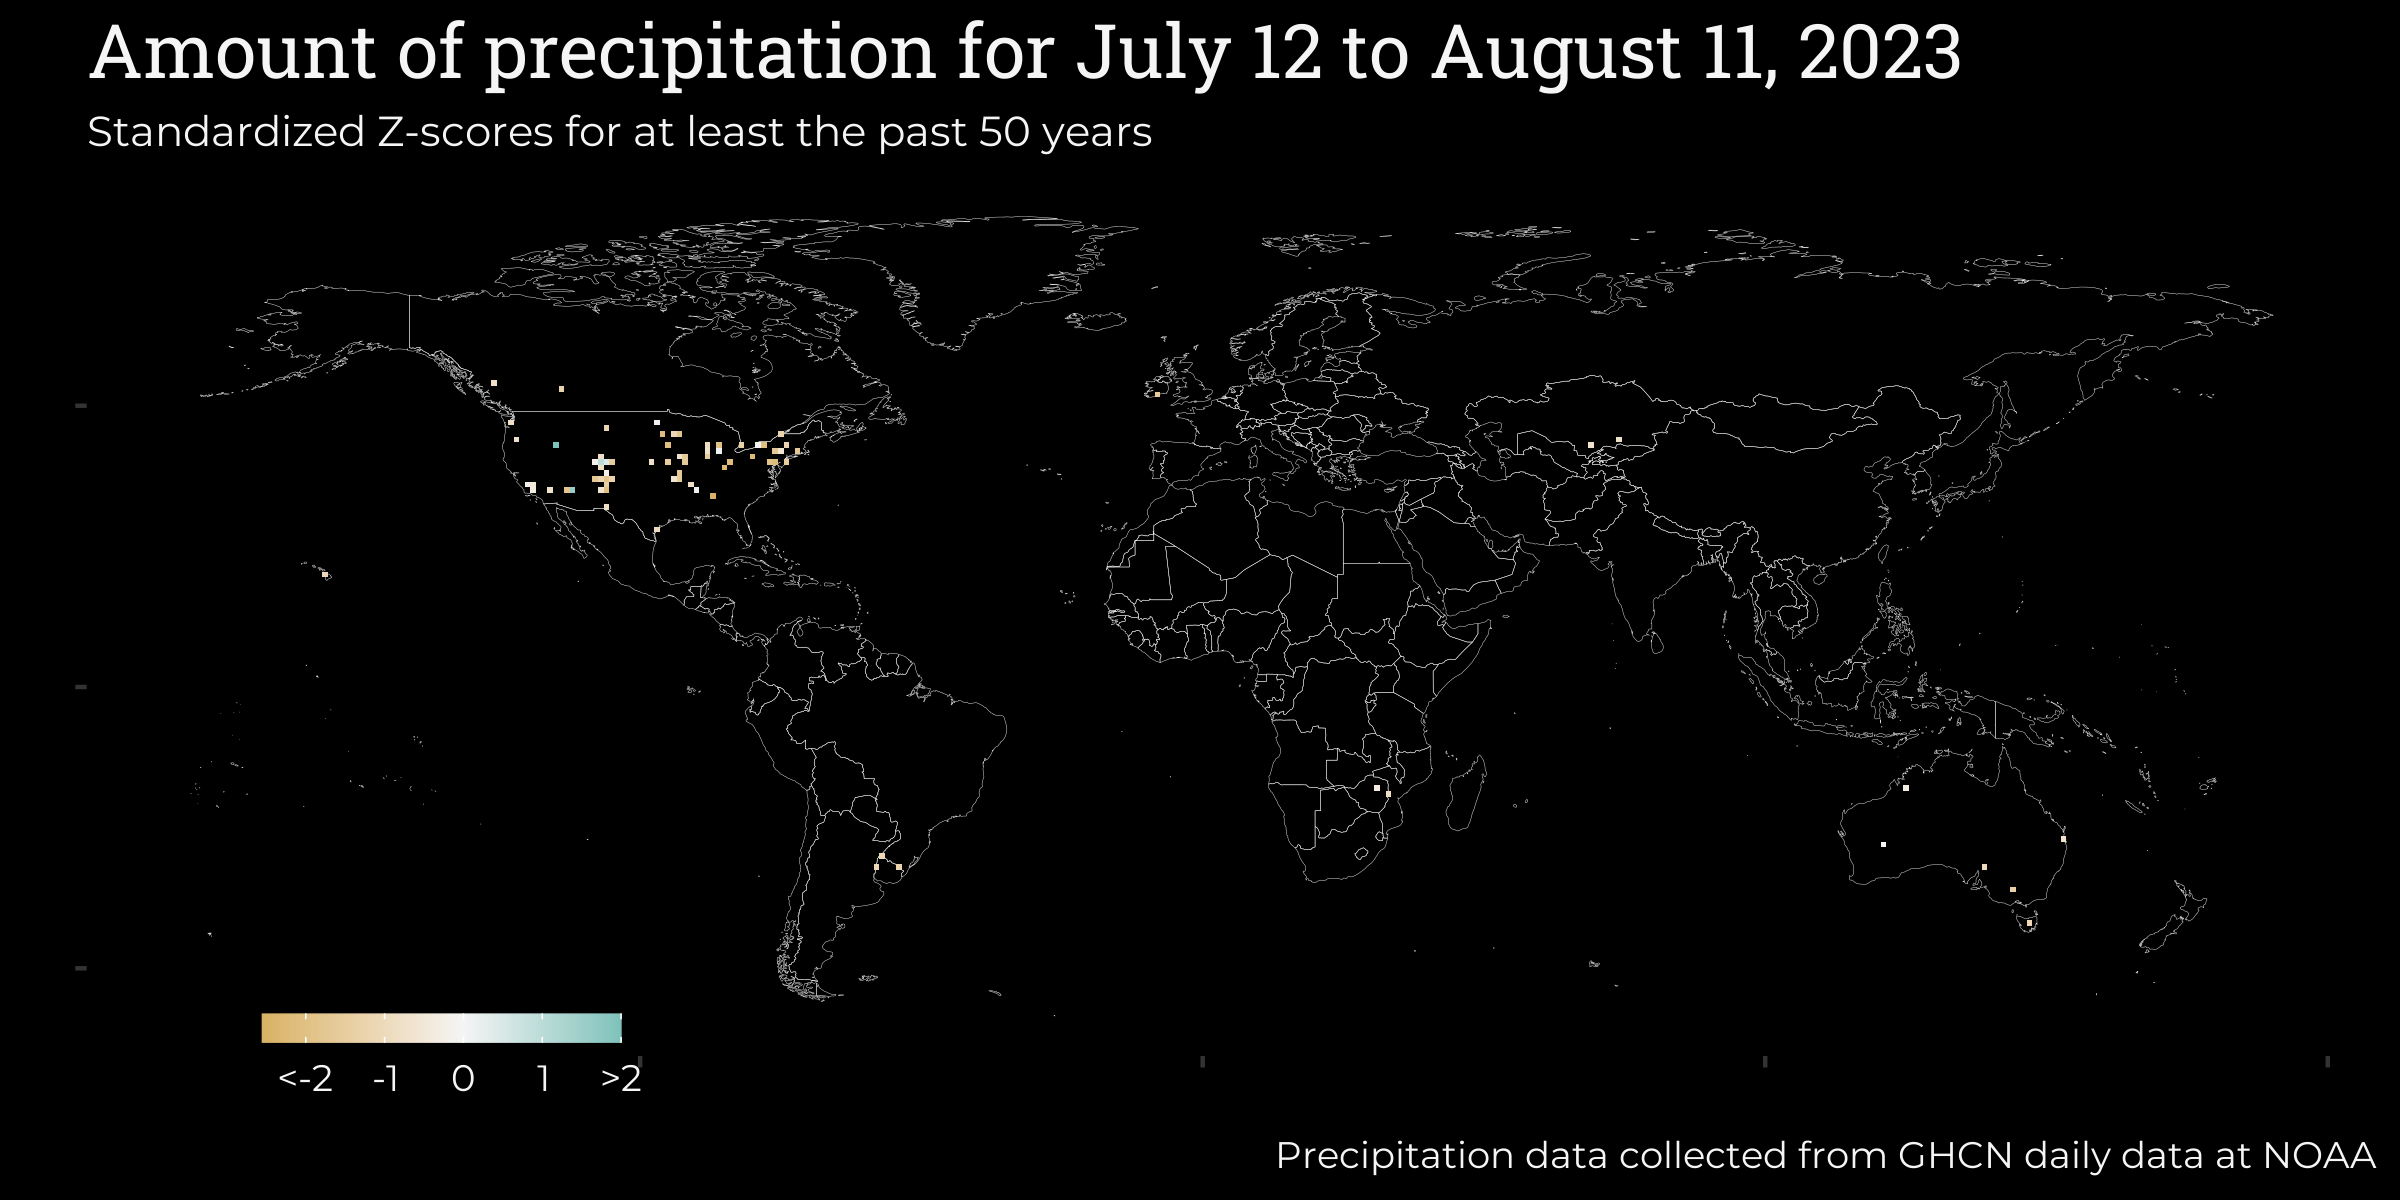 Amount of precipitation for July 12 to August 11, 2023
Standardized Z-scores for at least the past 50 years
<-2 -1 0 1 >2
Precipitation data collected from GHCN daily data at NOAA